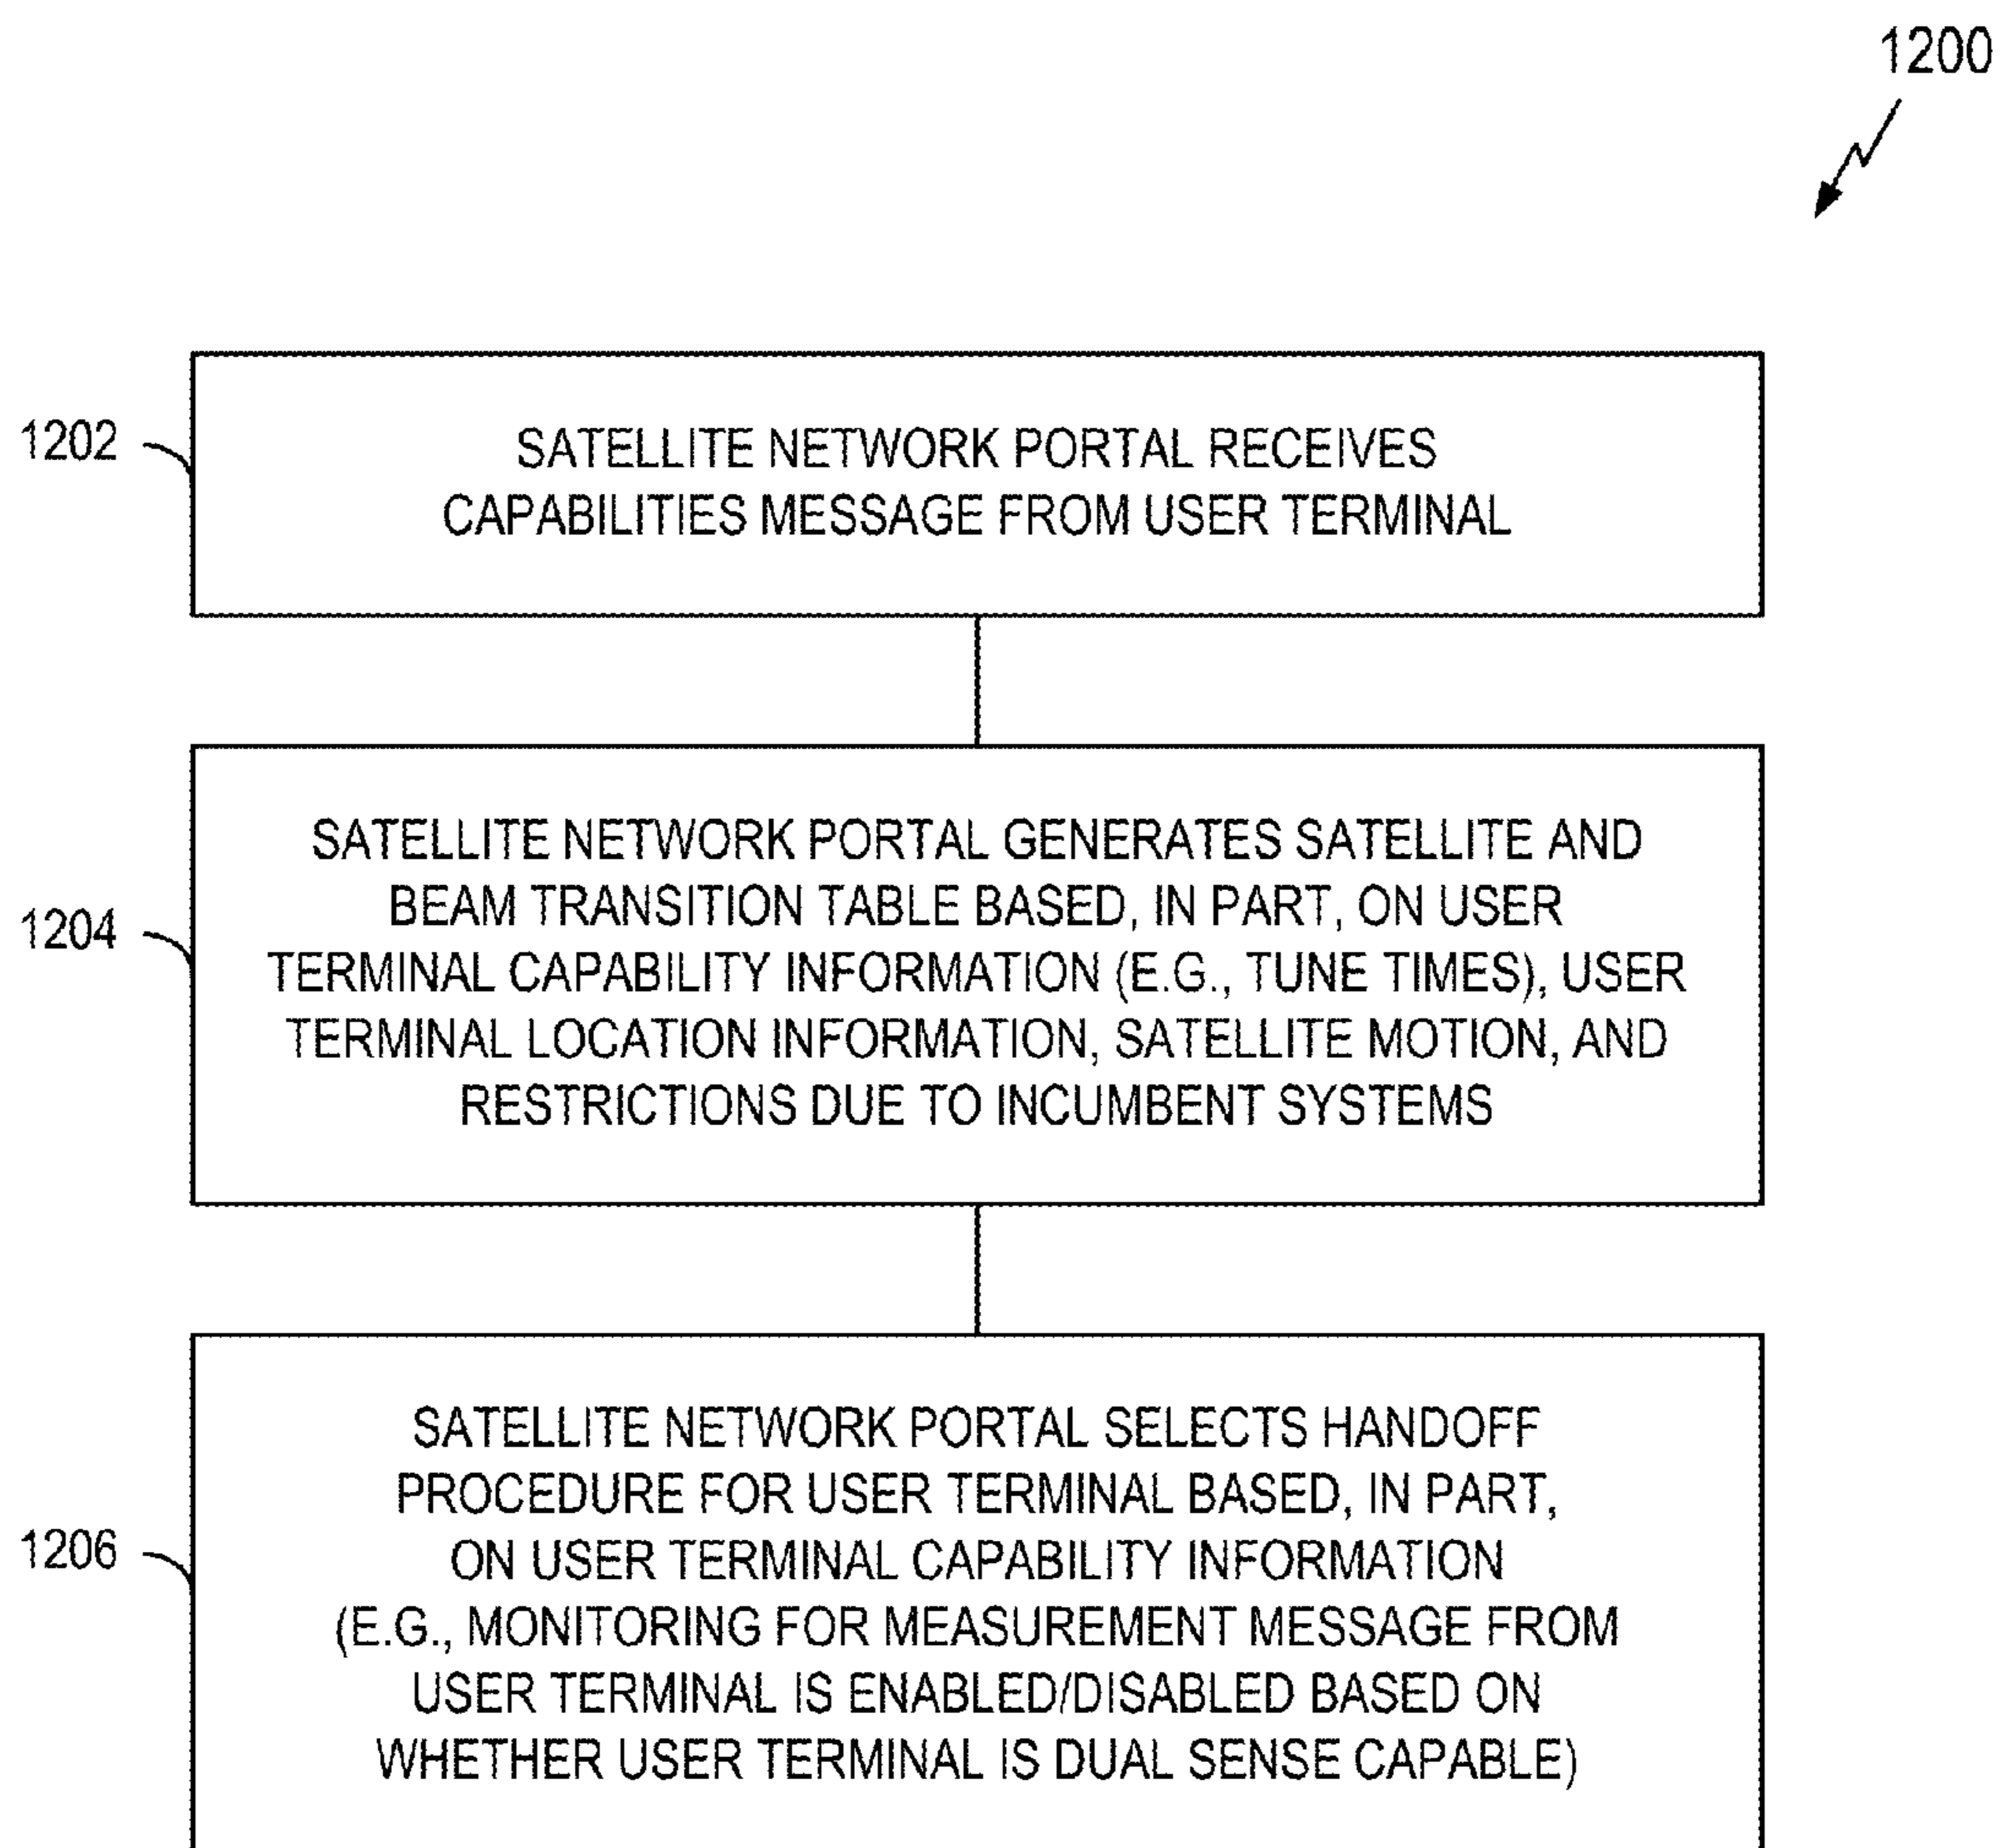 1200
1202
SATELLITE NETWORK PORTAL RECEIVES
CAPABILITIES MESSAGE FROM USER TERMINAL
1204
SATELLITE NETWORK PORTAL GENERATES SATELLITE AND
BEAM TRANSITION TABLE BASED, IN PART, ON USER
TERMINAL CAPABILITY INFORMATION (E.G., TUNE TIMES), USER
TERMINAL LOCATION INFORMATION, SATELLITE MOTION, AND
RESTRICTIONS DUE TO INCUMBENT SYSTEMS
1206
SATELLITE NETWORK PORTAL SELECTS HANDOFF
PROCEDURE FOR USER TERMINAL BASED, IN PART,
ON USER TERMINAL CAPABILITY INFORMATION
(E.G., MONITORING FOR MEASUREMENT MESSAGE FROM
USER TERMINAL IS ENABLED/DISABLED BASED ON
WHETHER USER TERMINAL IS DUAL SENSE CAPABLE)